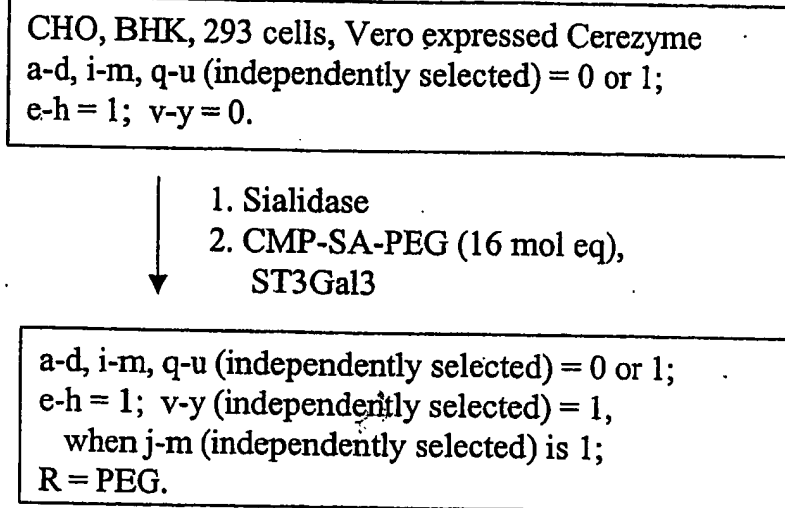 CHO, BHK, 293 cells, Vero expressed Cerezyme
a-d, i-m, q-u (independently selected) = 0 or 1;
e-h = 1; v-y = 0.
1. Sialidase
2. CMP-SA-PEG (16 mol eq),
ST3Gal3
a-d, i-m, q-u (independently selected) = 0 or 1;
e-h = 1; v-y (independently selected) = 1,
when j-m (independently selected) is 1;
R = PEG.